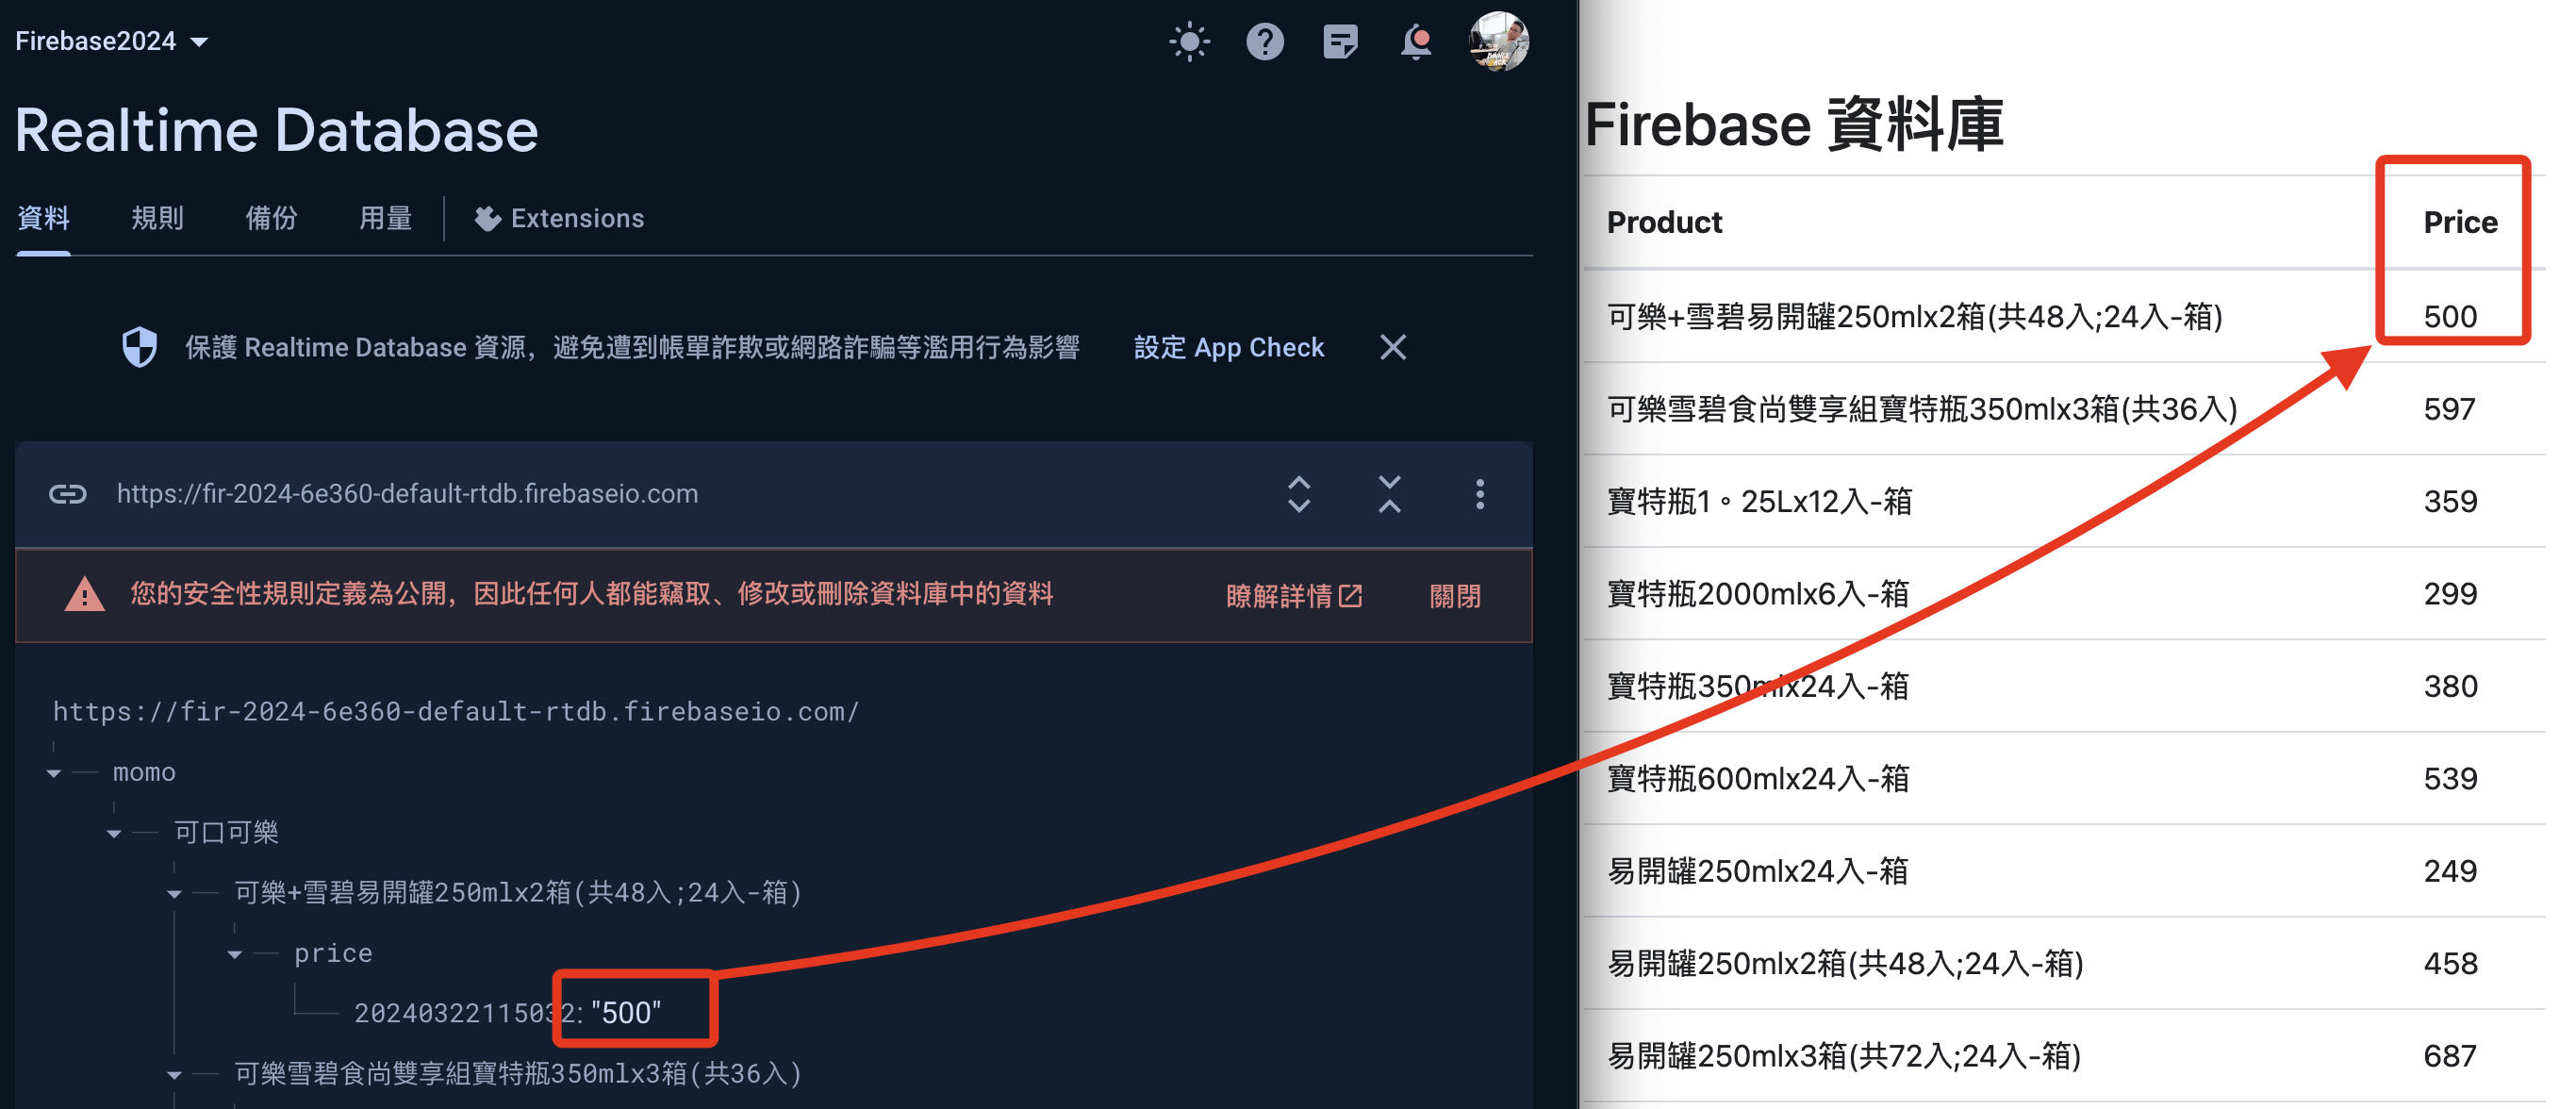 Firebase2024
Realtime Database
資料 規則 備份 用量 Extensions
保護 Realtime Database 資源，避免遭到帳單詐欺或網路詐騙等濫用行為影響 設定 App Check
https://fir-2024-6e360-default-rtdb.firebaseio.com
您的安全性規則定義為公開，因此任何人都能竊取、修改或刪除資料庫中的資料 瞭解詳情 關閉
https://fir-2024-6e360-default-rtdb.firebaseio.com/
momo
可口可樂
可樂+雪碧易開罐250mlx2箱(共48入;24入-箱)
price
20240322115032: "500"
可樂雪碧食尚雙享組寶特瓶350mlx3箱(共36入)
Firebase 資料庫
Product Price
可樂+雪碧易開罐250mlx2箱(共48入;24入-箱) 500
可樂雪碧食尚雙享組寶特瓶350mlx3箱(共36入) 597
寶特瓶1。25Lx12入-箱 359
寶特瓶2000mlx6入-箱 299
寶特瓶350mlx24入-箱 380
寶特瓶600mlx24入-箱 539
易開罐250mlx24入-箱 249
易開罐250mlx2箱(共48入;24入-箱) 458
易開罐250mlx3箱(共72入;24入-箱) 687